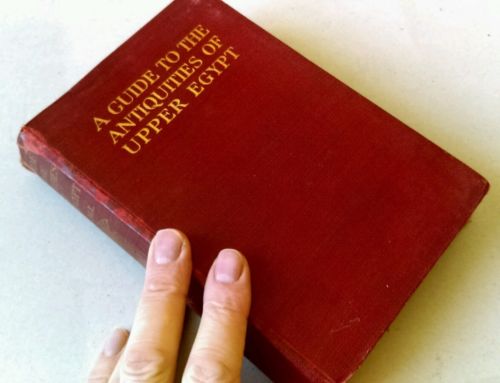 A GUIDE TO THE
ANTIQUITIES OF
UPPER EGYPT